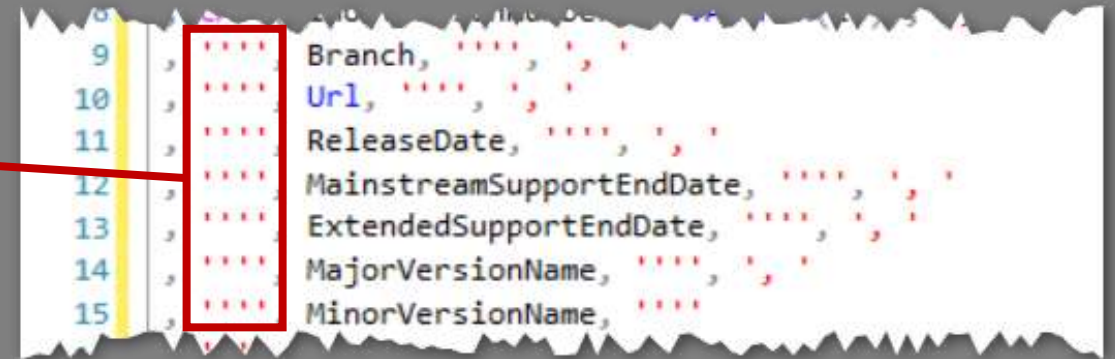 9 , '''', Branch, '''', ', '
10 , '''', Url, '''', ', '
11 , '''', ReleaseDate, '''', ', '
12 , '''', MainstreamSupportEndDate, '''', ', '
13 , '''', ExtendedSupportEndDate, '''', ', '
14 , '''', MajorVersionName, '''', ', '
15 , '''', MinorVersionName, ''''